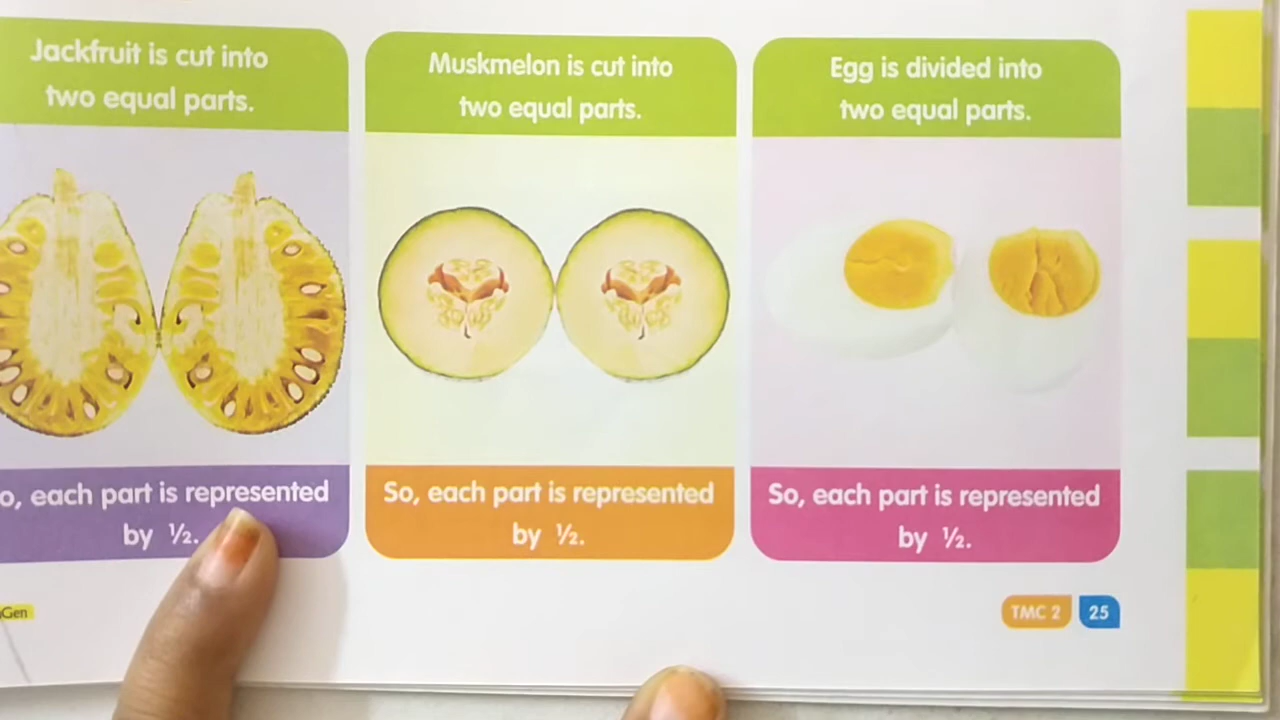 Jackfruit is cut into
two equal parts.
o, each part is represented
by ½.
Muskmelon is cut into
two equal parts.
So, each part is represented
by ½.
Egg is divided into
two equal parts.
So, each part is represented
by ½.
Gen
TMC 2
25